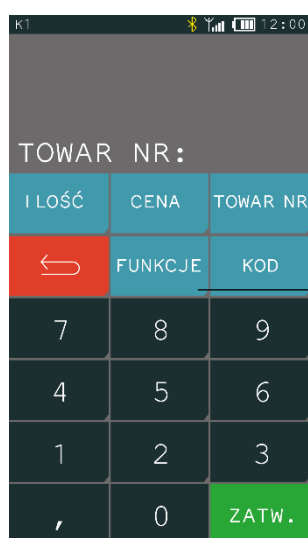 K1 12:00
TOWAR NR:
ILOŚĆ CENA TOWAR NR
FUNKCJE KOD
7 8 9
4 5 6
1 2 3
, 0 ZATW.